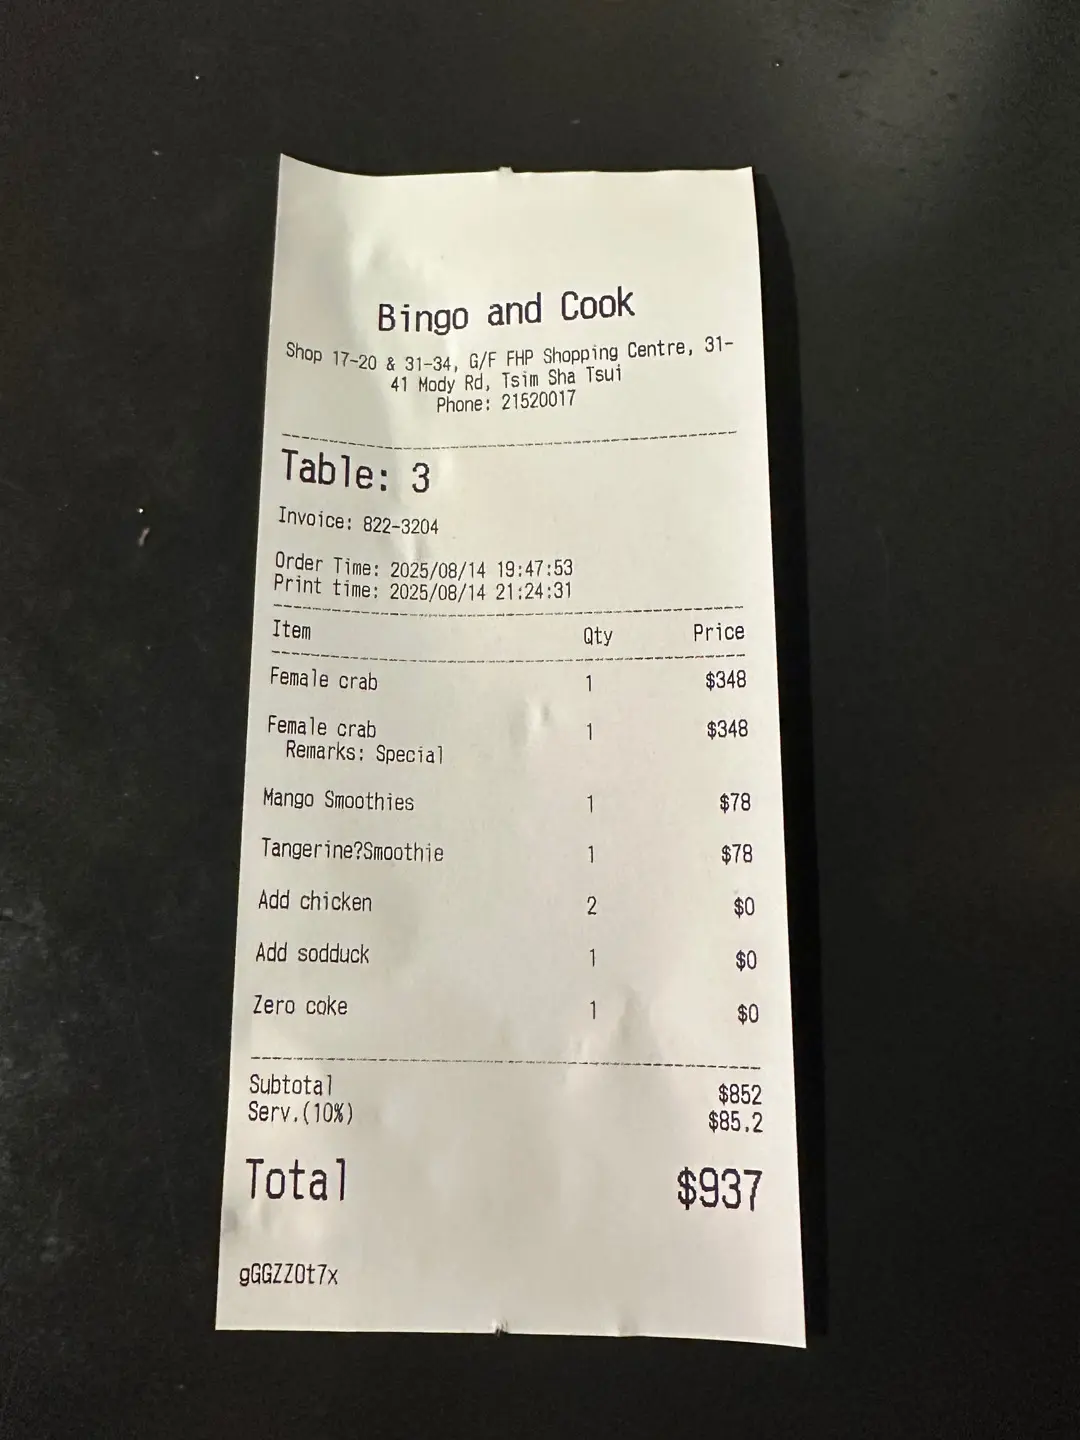 Bingo and Cook
Shop 17-20 & 31-34, G/F FHP Shopping Centre, 31-
41 Mody Rd, Tsim Sha Tsui
Phone: 21520017
Table: 3
Invoice: 822-3204
Order Time: 2025/08/14 19:47:53
Print time: 2025/08/14 21:24:31
Item Qty Price
Female crab 1 $348
Female crab 1 $348
Remarks: Special
Mango Smoothies 1 $78
Tangerine?Smoothie 1 $78
Add chicken 2 $0
Add sodduck 1 $0
Zero coke 1 $0
Subtotal $852
Serv.(10%) $85.2
Total $937
gGGZZ0t7x